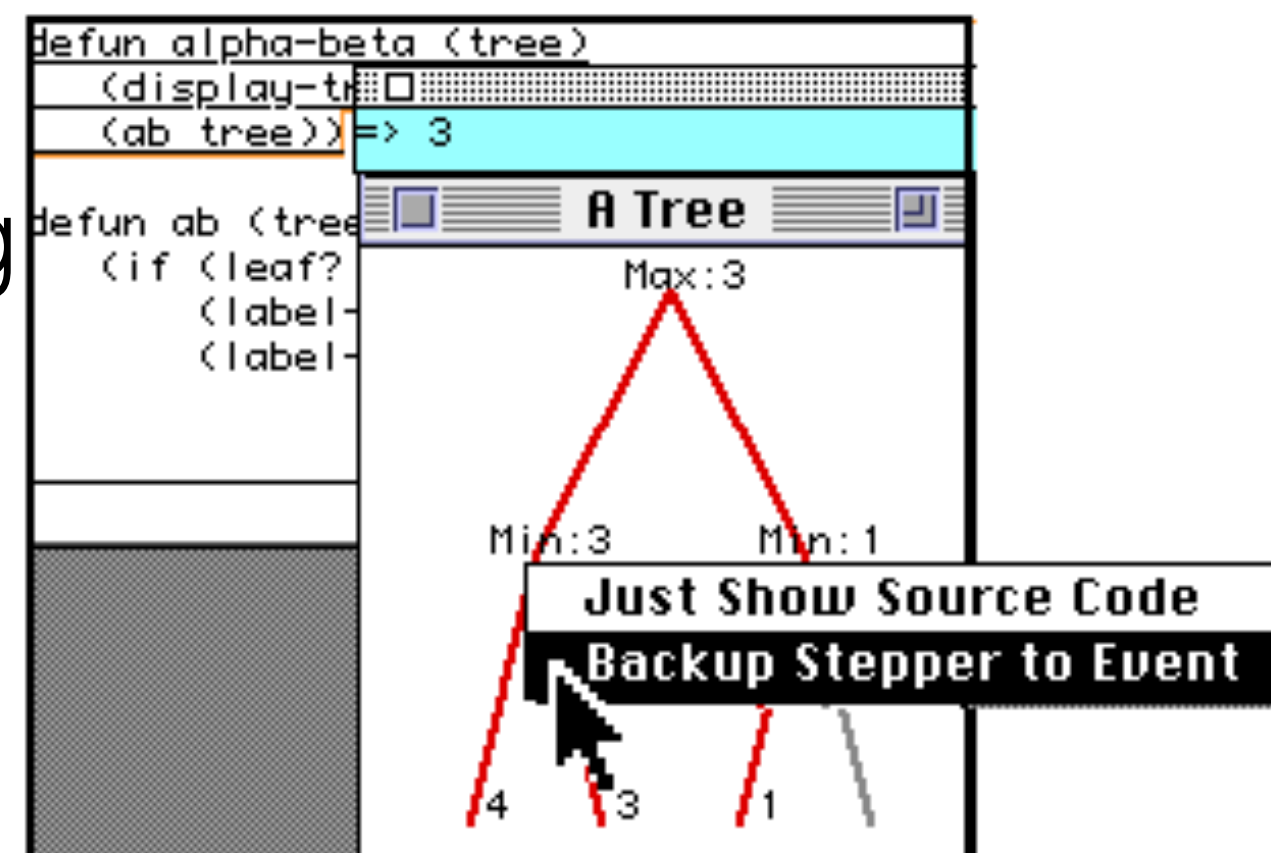 defun alpha-beta (tree)
(display-tr
(ab tree))
=> 3
defun ab (tree
(if (leaf?
(label-
(label-
A Tree
Max:3
Min:3 Min:1
Just Show Source Code
Backup Stepper to Event
4 3 1
g